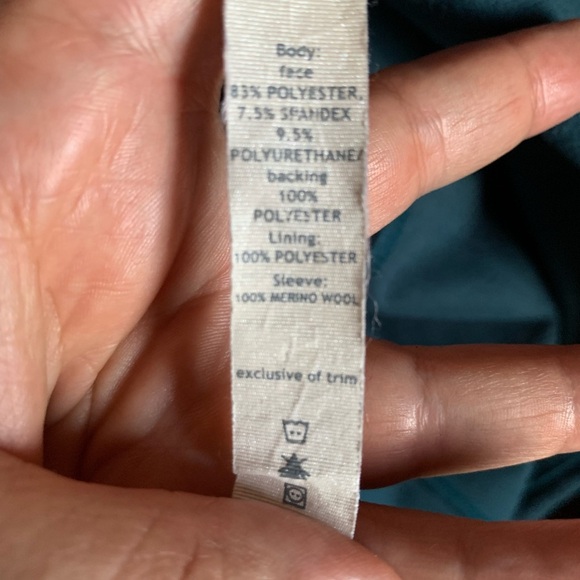 Body:
face
83% POLYESTER,
7.5% SPANDEX
9.5%
POLYURETHANE/
backing
100%
POLYESTER
Lining:
100% POLYESTER
Sleeve:
100% MERINO WOOL
exclusive of trim